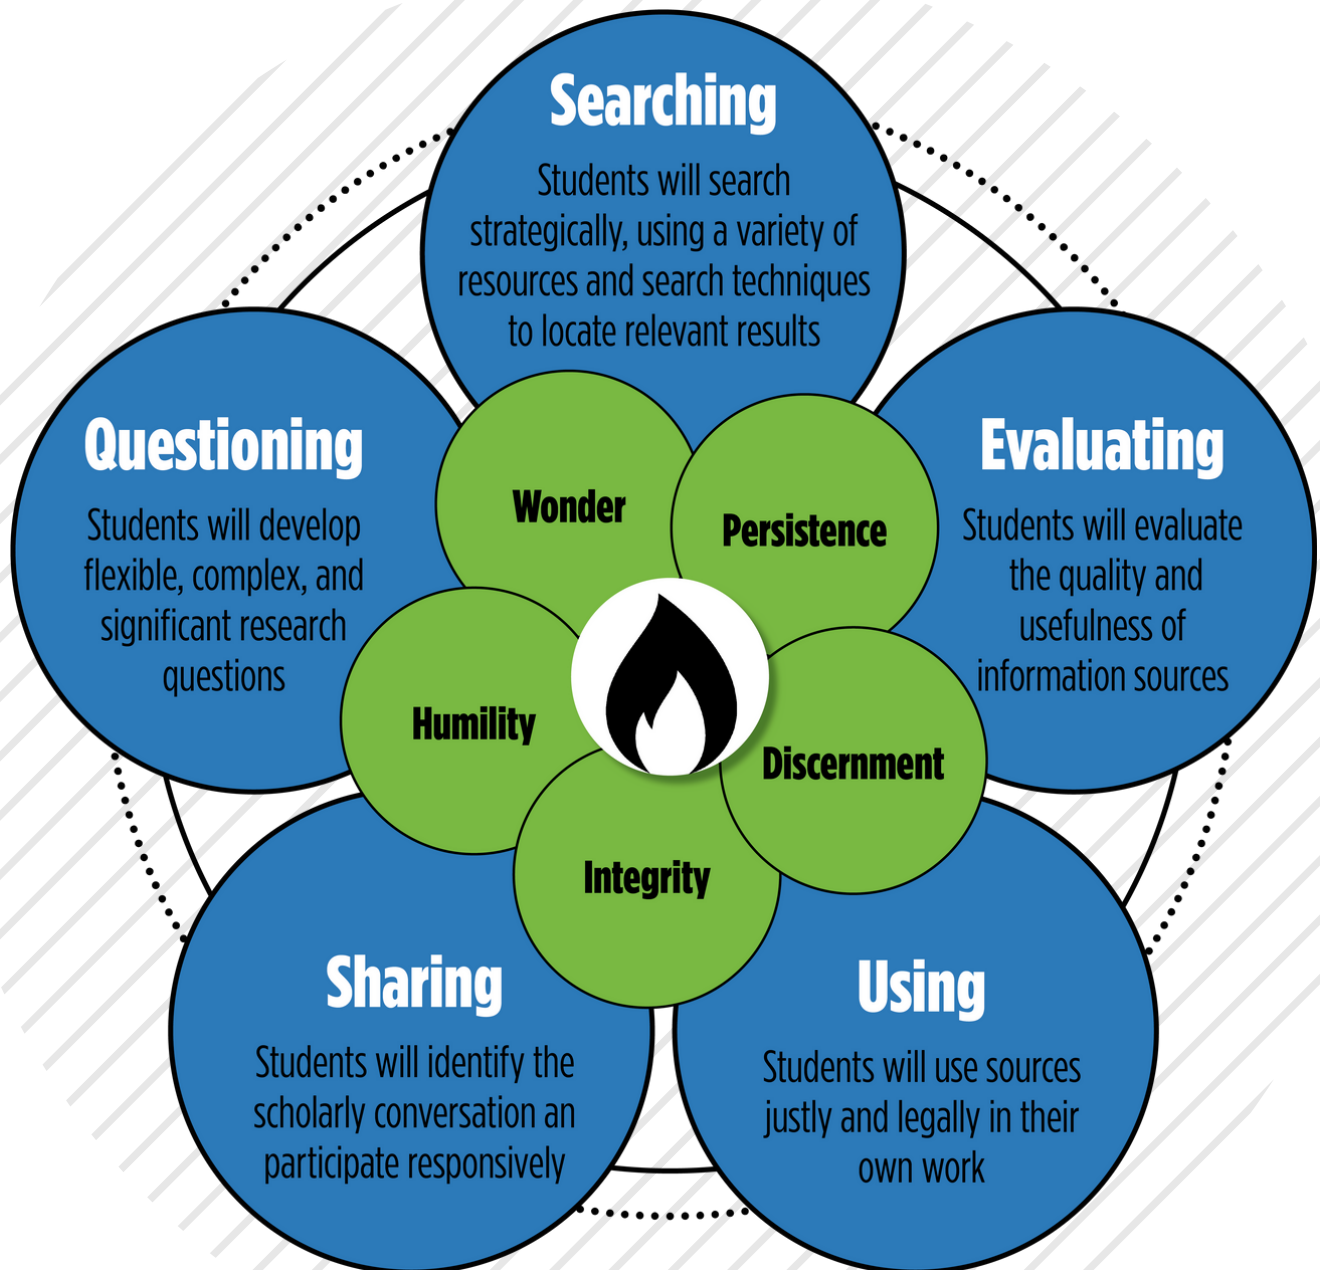 Searching
Students will search
strategically, using a variety of
resources and search techniques
to locate relevant results
Questioning
Students will develop
flexible, complex, and
significant research
questions
Evaluating
Students will evaluate
the quality and
usefulness of
information sources
Wonder
Persistence
Humility
Discernment
Integrity
Sharing
Students will identify the
scholarly conversation an
participate responsively
Using
Students will use sources
justly and legally in their
own work